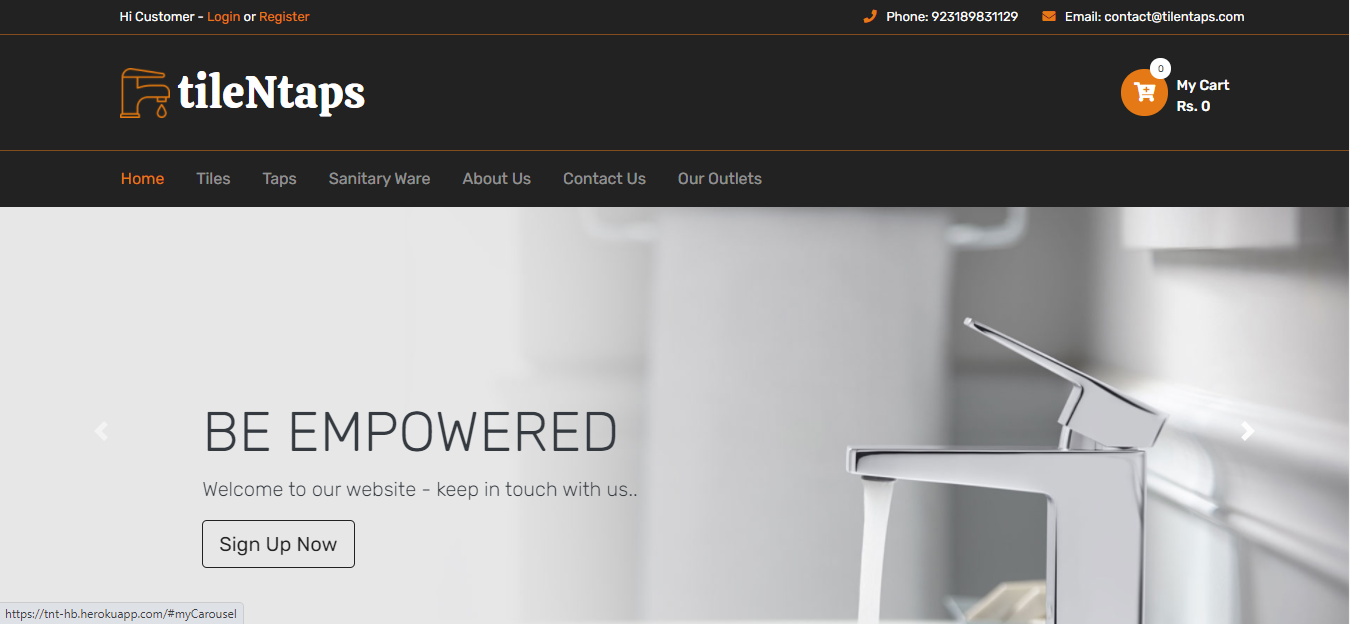 Hi Customer - Login or Register
Phone: 923189831129
Email: contact@tilentaps.com
tileNtaps
0
My Cart
Rs. 0
Home Tiles Taps Sanitary Ware About Us Contact Us Our Outlets
BE EMPOWERED
Welcome to our website - keep in touch with us..
Sign Up Now
https://tnt-hb.herokuapp.com/#myCarousel